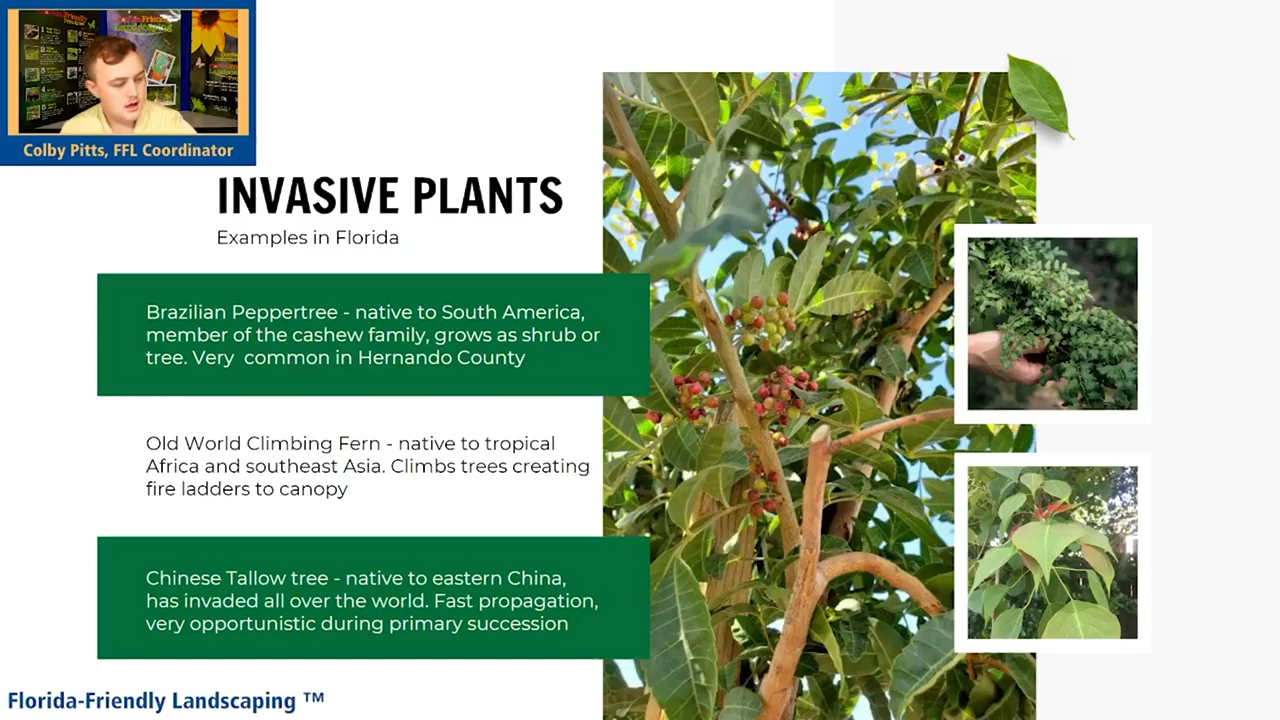 Colby Pitts, FFL Coordinator
INVASIVE PLANTS
Examples in Florida
Brazilian Peppertree - native to South America,
member of the cashew family, grows as shrub or
tree. Very common in Hernando County
Old World Climbing Fern - native to tropical
Africa and southeast Asia. Climbs trees creating
fire ladders to canopy
Chinese Tallow tree - native to eastern China,
has invaded all over the world. Fast propagation,
very opportunistic during primary succession
Florida-Friendly Landscaping ™